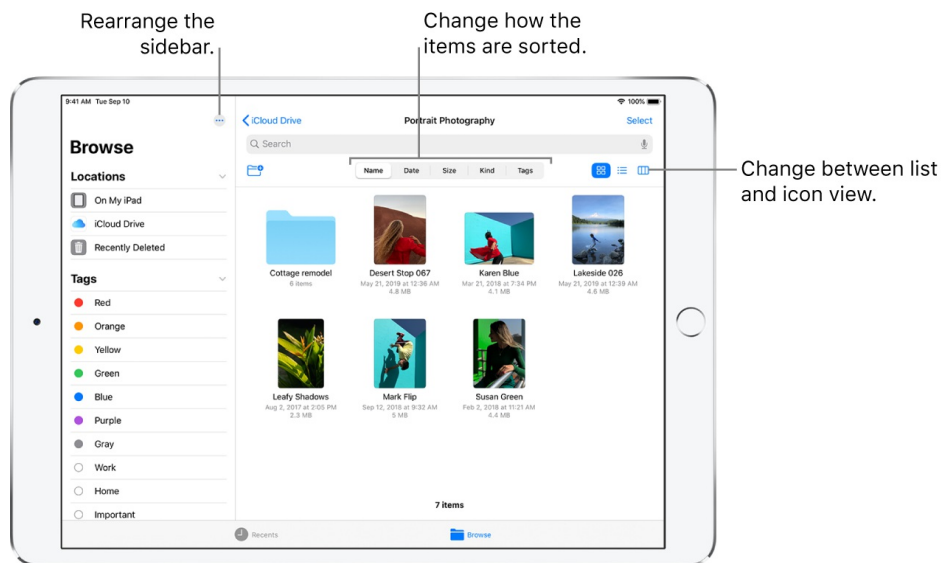 Rearrange the
sidebar.
Change how the
items are sorted.
9:41 AM Tue Sep 10
100%
iCloud Drive
Portrait Photography
Select
Browse
Search
Locations
Name Date Size Kind Tags
Change between list
and icon view.
On My iPad
iCloud Drive
Recently Deleted
Tags
Red
Orange
Yellow
Green
Blue
Purple
Gray
Work
Home
Important
Cottage remodel
6 items
Desert Stop 067
May 21, 2019 at 12:36 AM
4.8 MB
Karen Blue
Mar 21, 2018 at 7:34 PM
4.1 MB
Lakeside 026
May 21, 2019 at 12:39 AM
4.6 MB
Leafy Shadows
Aug 2, 2017 at 2:05 PM
2.3 MB
Mark Flip
Sep 12, 2018 at 9:32 AM
5 MB
Susan Green
Feb 2, 2018 at 11:21 AM
4.4 MB
7 items
Recents
Browse